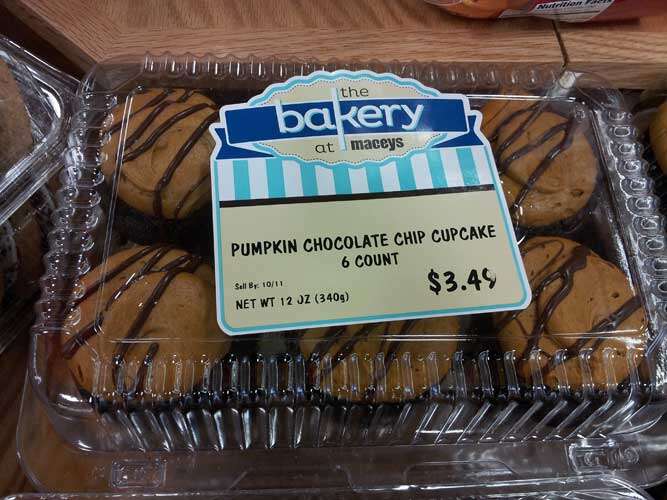 Nutrition Facts
the
bakery
at maceys
PUMPKIN CHOCOLATE CHIP CUPCAKE
6 COUNT
Sell By: 10/11
$3.49
NET WT 12 OZ (340g)